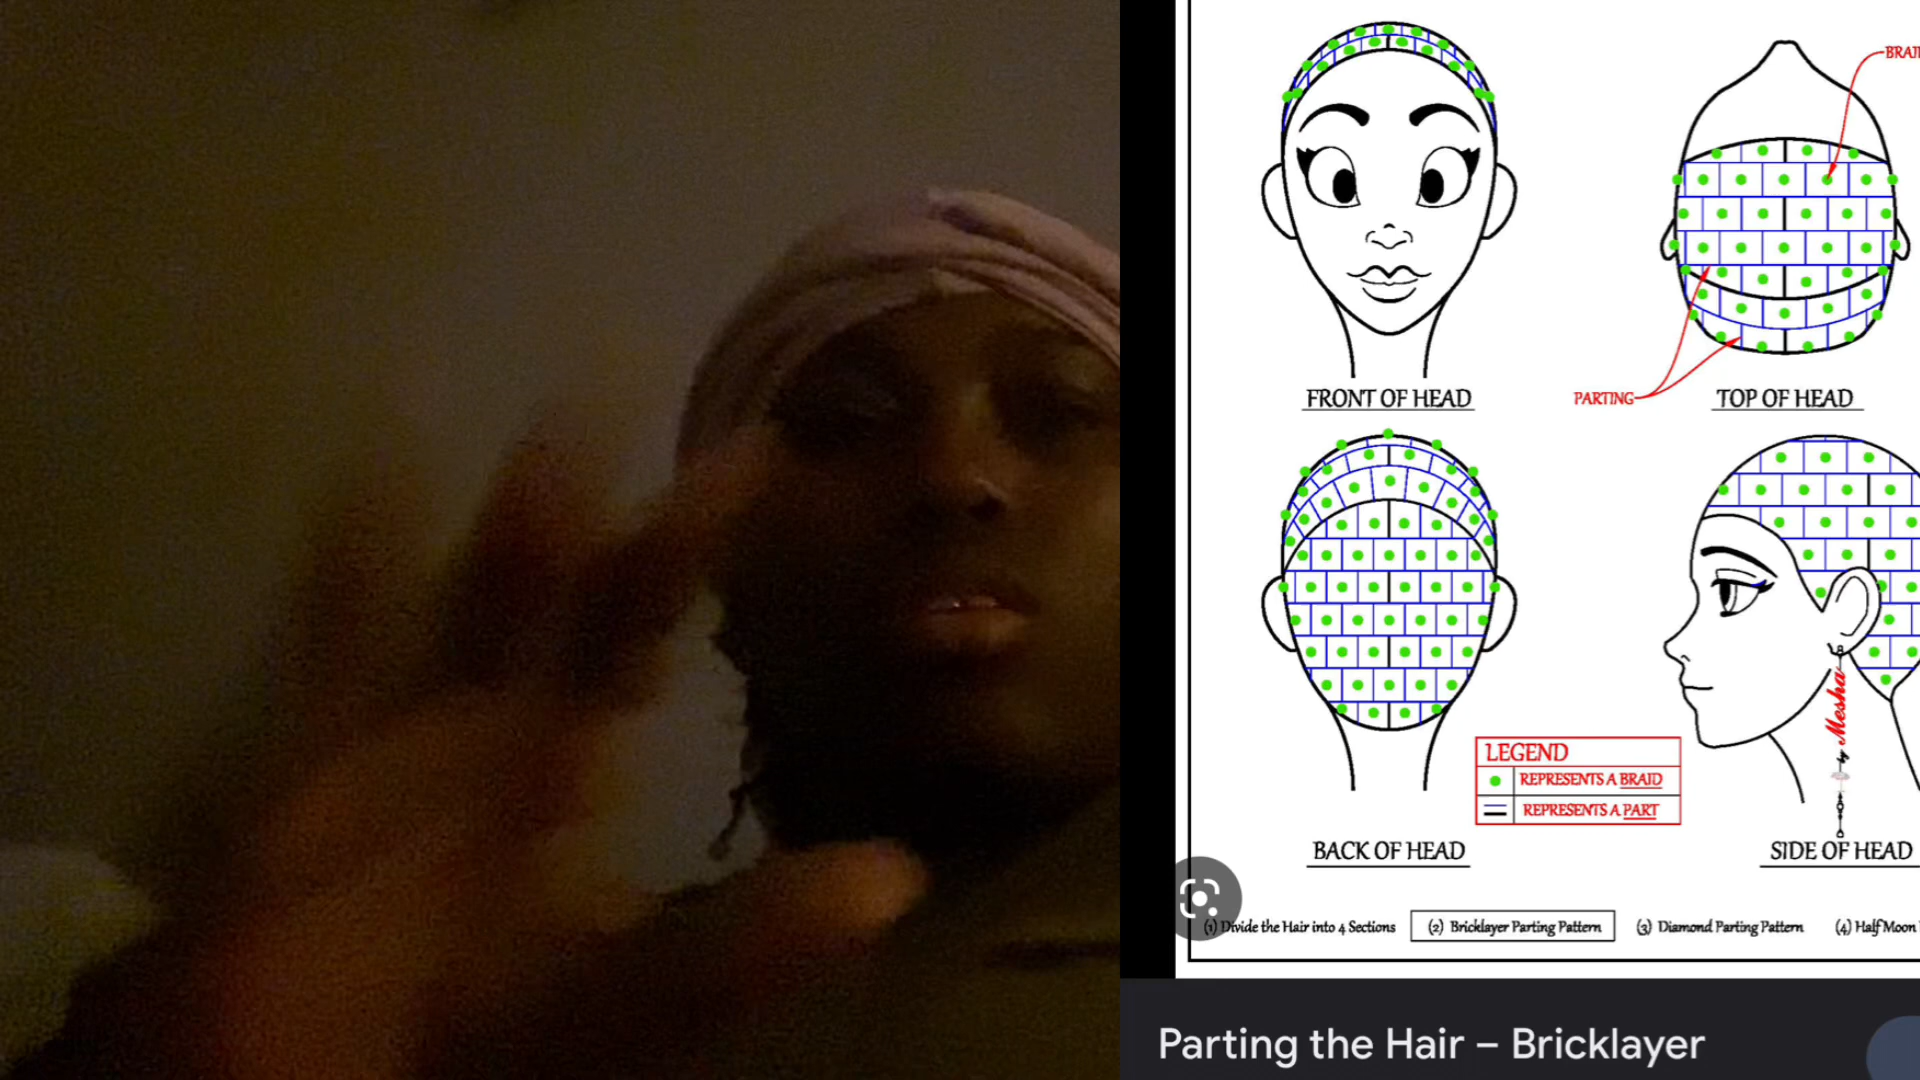 BRAI
FRONT OF HEAD
PARTING
TOP OF HEAD
LEGEND
REPRESENTS A BRAID
REPRESENTS A PART
by Mesha
BACK OF HEAD
SIDE OF HEAD
(1) Divide the Hair into 4 Sections
(2) Bricklayer Parting Pattern
(3) Diamond Parting Pattern
(4) Half Moon
Parting the Hair – Bricklayer